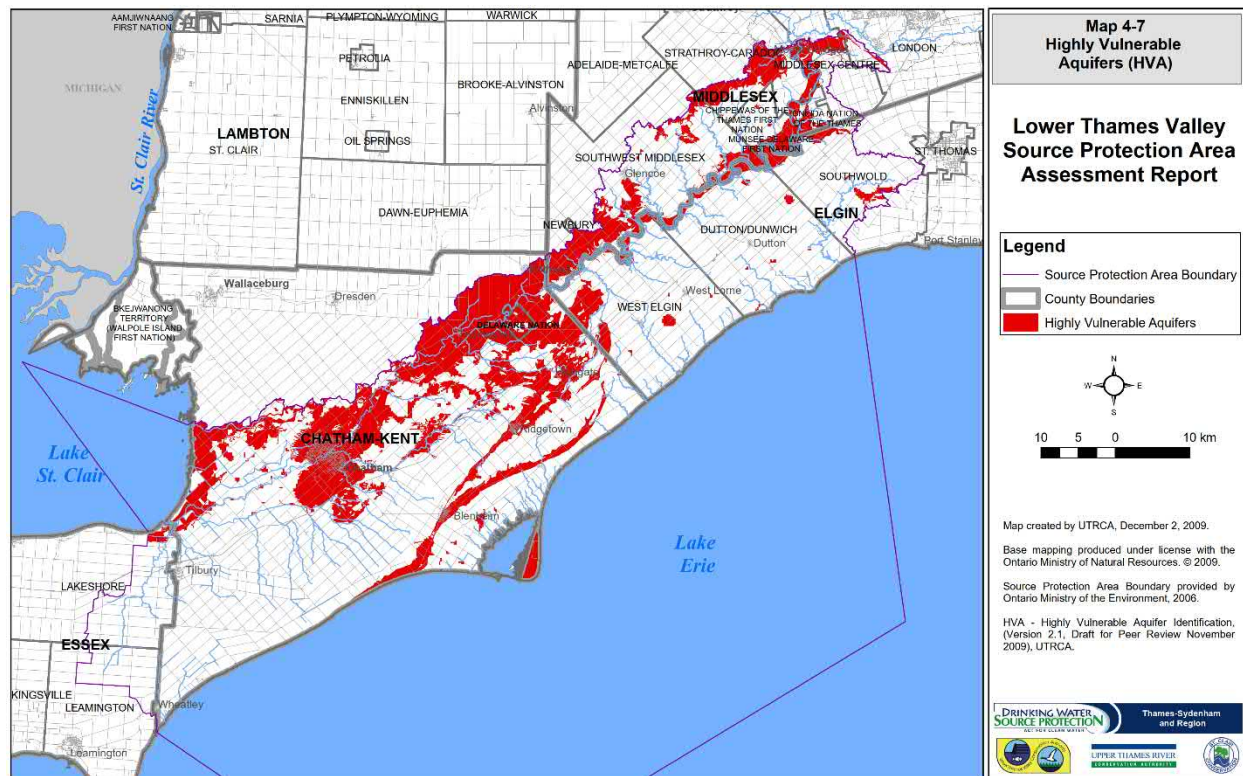 AAMJIWNAANG
FIRST NATION
SARNIA
PLYMPTON-WYOMING
WARWICK
LONDON
STRATHROY-CARADOC
MIDDLESEX CENTRE
PETROLIA
ADELAIDE-METCALFE
MICHIGAN
BROOKE-ALVINSTON
ENNISKILLEN
Alvinston
MIDDLESEX
CHIPPEWAS OF THE
THAMES FIRST
NATION
ONEIDA NATION
OF THE THAMES
MUNSEE-DELAWARE
FIRST NATION
LAMBTON
ST. CLAIR
OIL SPRINGS
St. Clair River
SOUTHWEST MIDDLESEX
Glencoe
ST. THOMAS
SOUTHWOLD
DAWN-EUPHEMIA
NEWBURY
ELGIN
DUTTON/DUNWICH
Dutton
Port Stanley
Wallaceburg
Dresden
West Lorne
WEST ELGIN
BKEJWANONG
TERRITORY
(WALPOLE ISLAND
FIRST NATION)
DELAWARE NATION
CHATHAM-KENT
Ridgetown
Lake
St. Clair
Blenheim
Lake
Erie
Tilbury
LAKESHORE
ESSEX
KINGSVILLE
LEAMINGTON
Wheatley
Leamington
Map 4-7
Highly Vulnerable
Aquifers (HVA)
Lower Thames Valley
Source Protection Area
Assessment Report
Legend
Source Protection Area Boundary
County Boundaries
Highly Vulnerable Aquifers
N
W E
S
10 5 0 10 km
Map created by UTRCA, December 2, 2009.
Base mapping produced under license with the
Ontario Ministry of Natural Resources. © 2009.
Source Protection Area Boundary provided by
Ontario Ministry of the Environment, 2006.
HVA - Highly Vulnerable Aquifer Identification,
(Version 2.1, Draft for Peer Review November
2009), UTRCA.
DRINKING WATER
SOURCE PROTECTION
ACT FOR CLEAN WATER
Thames-Sydenham
and Region
UPPER THAMES RIVER
CONSERVATION AUTHORITY